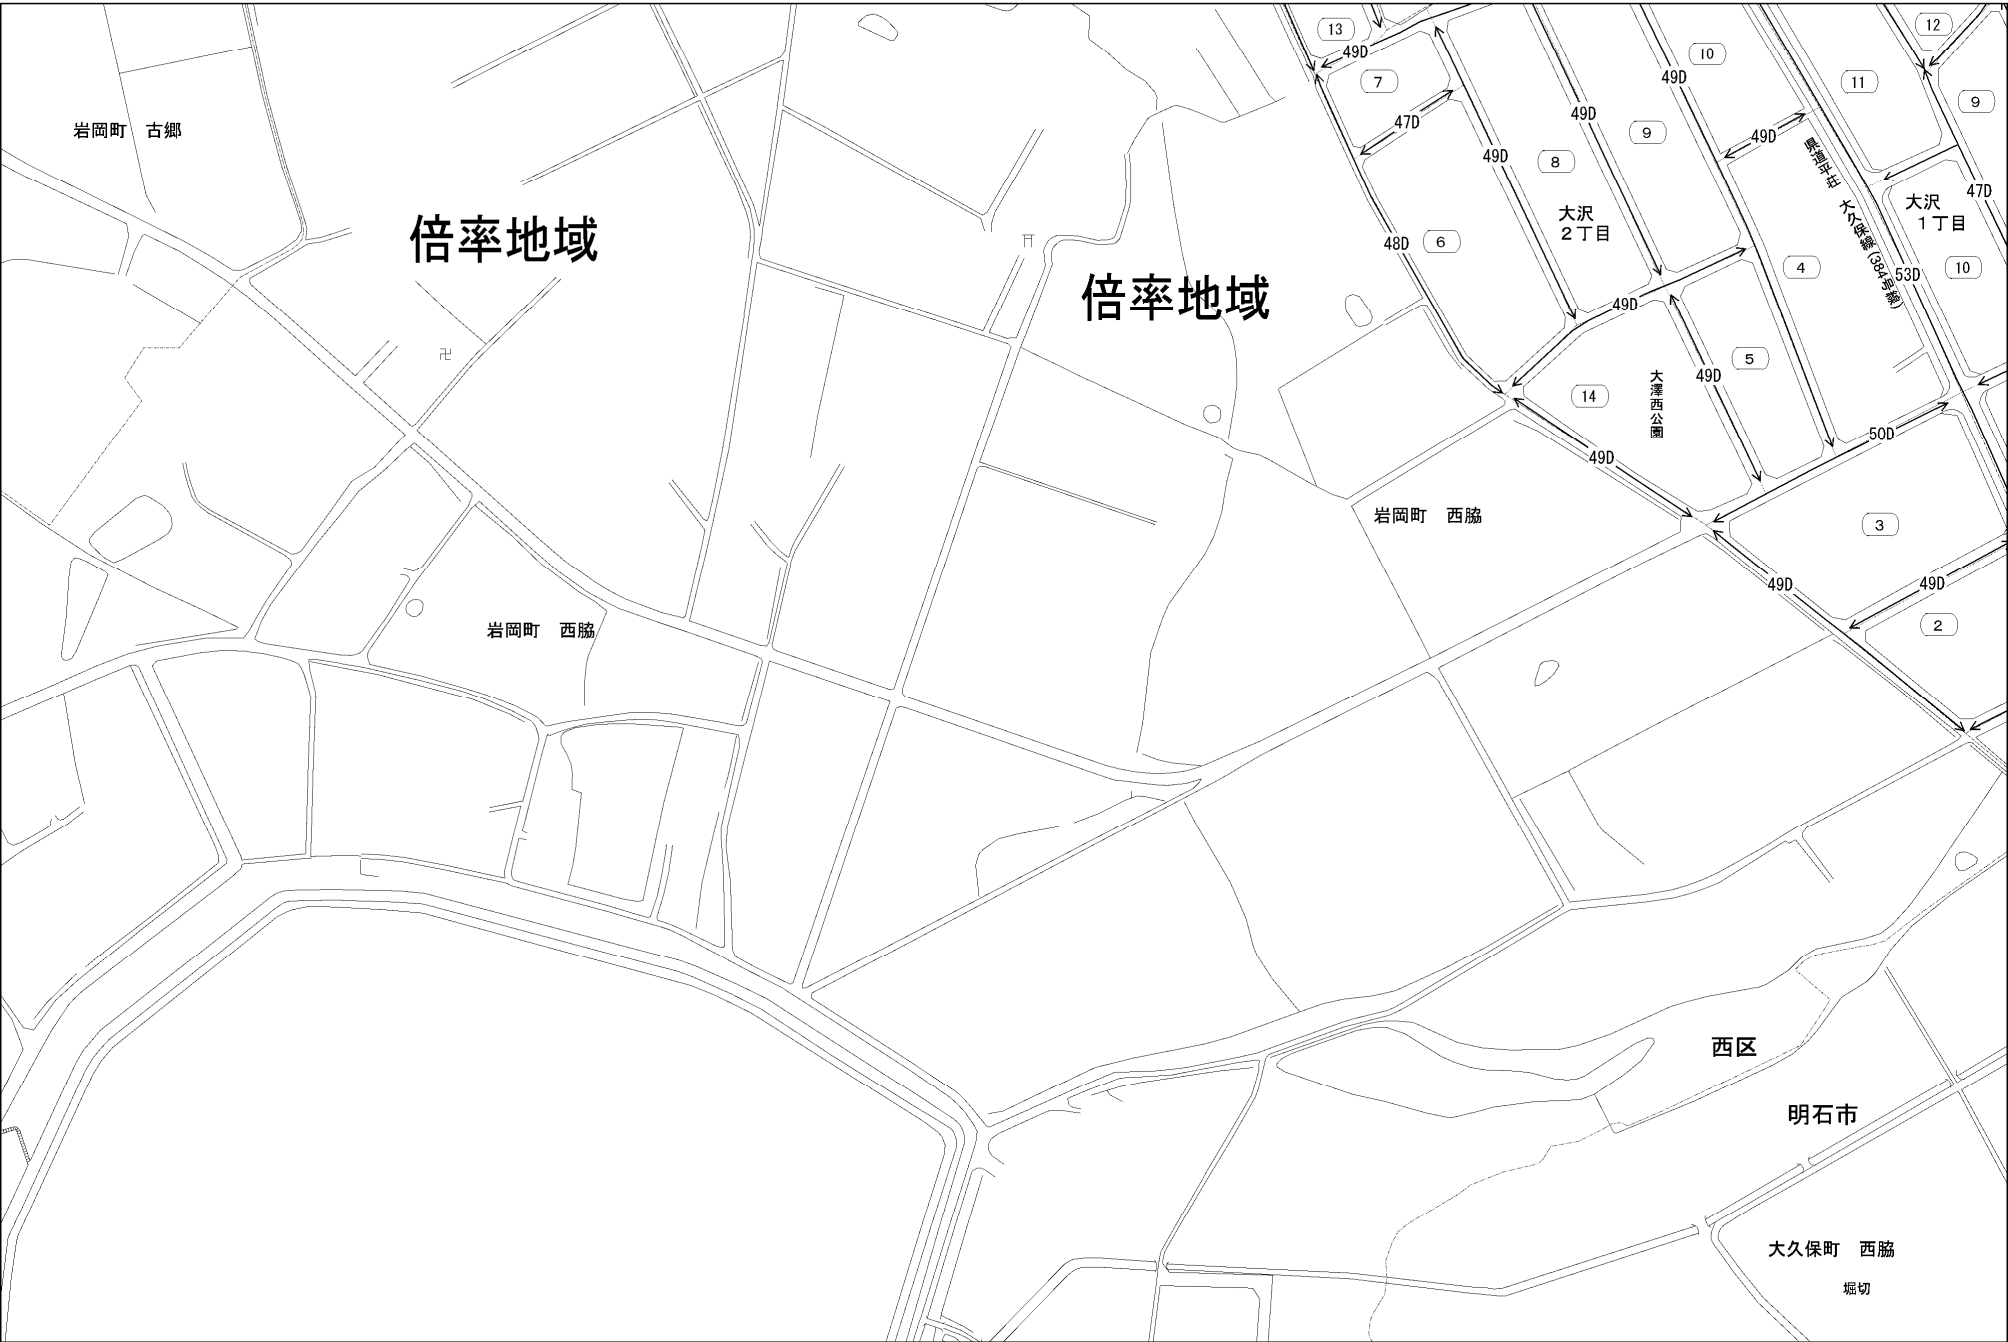 13
12
49D
10
7
49D
11
9
47D
49D
9
49D
岩岡町　古郷
県道平荘
大久保線(384号線)
49D
8
47D
大沢
1丁目
大沢
2丁目
倍率地域
48D
6
4
53D
10
倍率地域
49D
5
卍
49D
14
大澤西公園
50D
49D
岩岡町　西脇
3
49D
49D
2
岩岡町　西脇
西区
明石市
大久保町　西脇
堀切